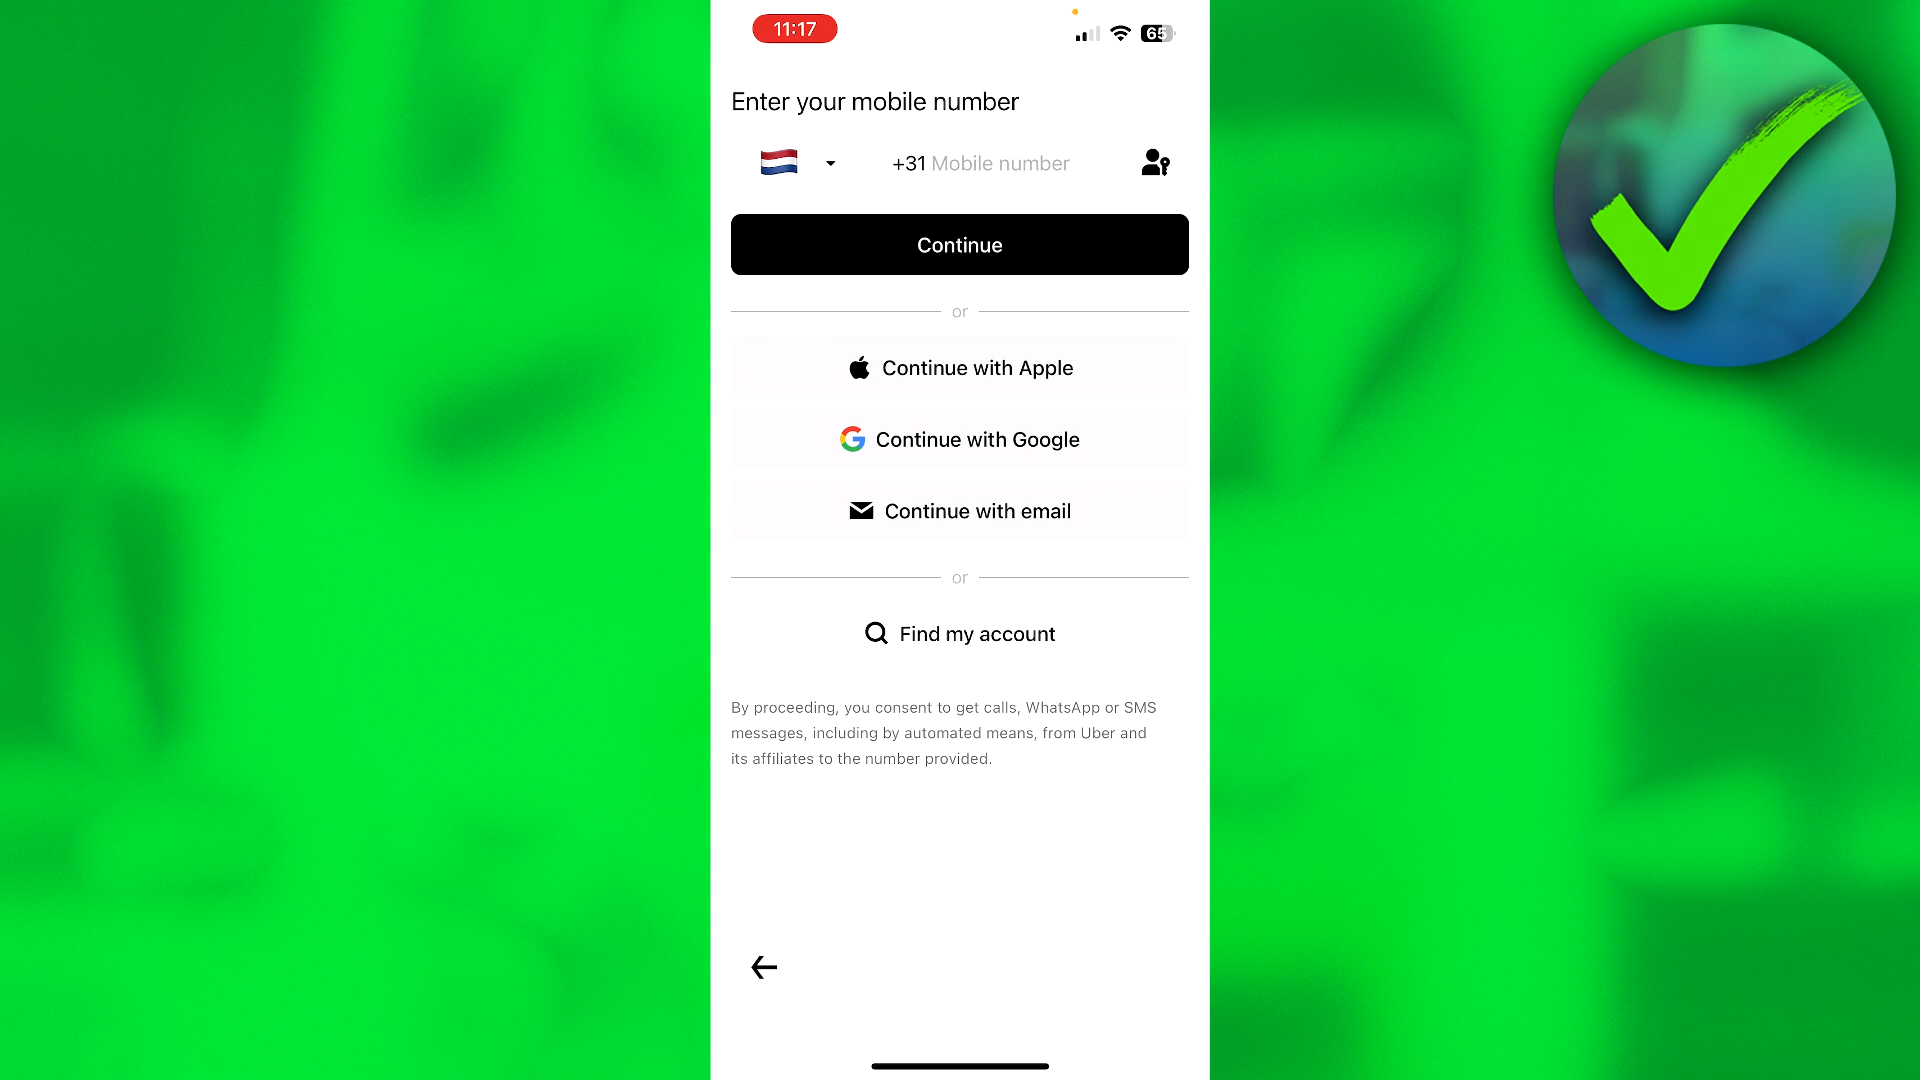 11:17
65
Enter your mobile number
+31 Mobile number
Continue
or
Continue with Apple
Continue with Google
Continue with email
or
Find my account
By proceeding, you consent to get calls, WhatsApp or SMS
messages, including by automated means, from Uber and
its affiliates to the number provided.